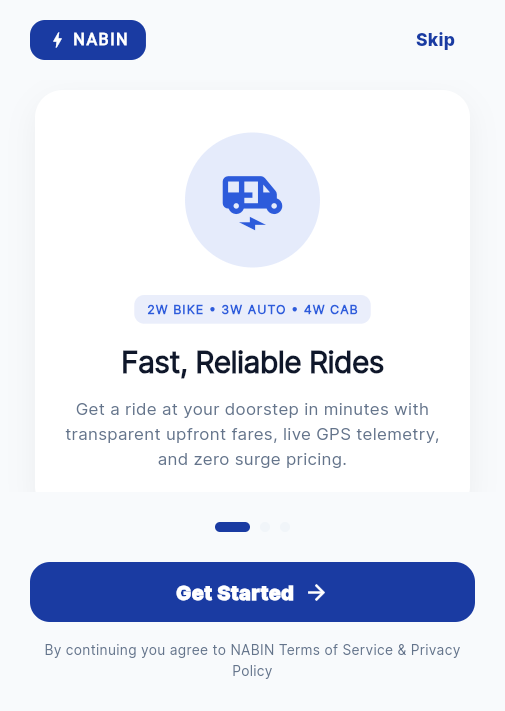 NABIN
Skip
2W BIKE • 3W AUTO • 4W CAB
Fast, Reliable Rides
Get a ride at your doorstep in minutes with
transparent upfront fares, live GPS telemetry,
and zero surge pricing.
Get Started →
By continuing you agree to NABIN Terms of Service & Privacy
Policy